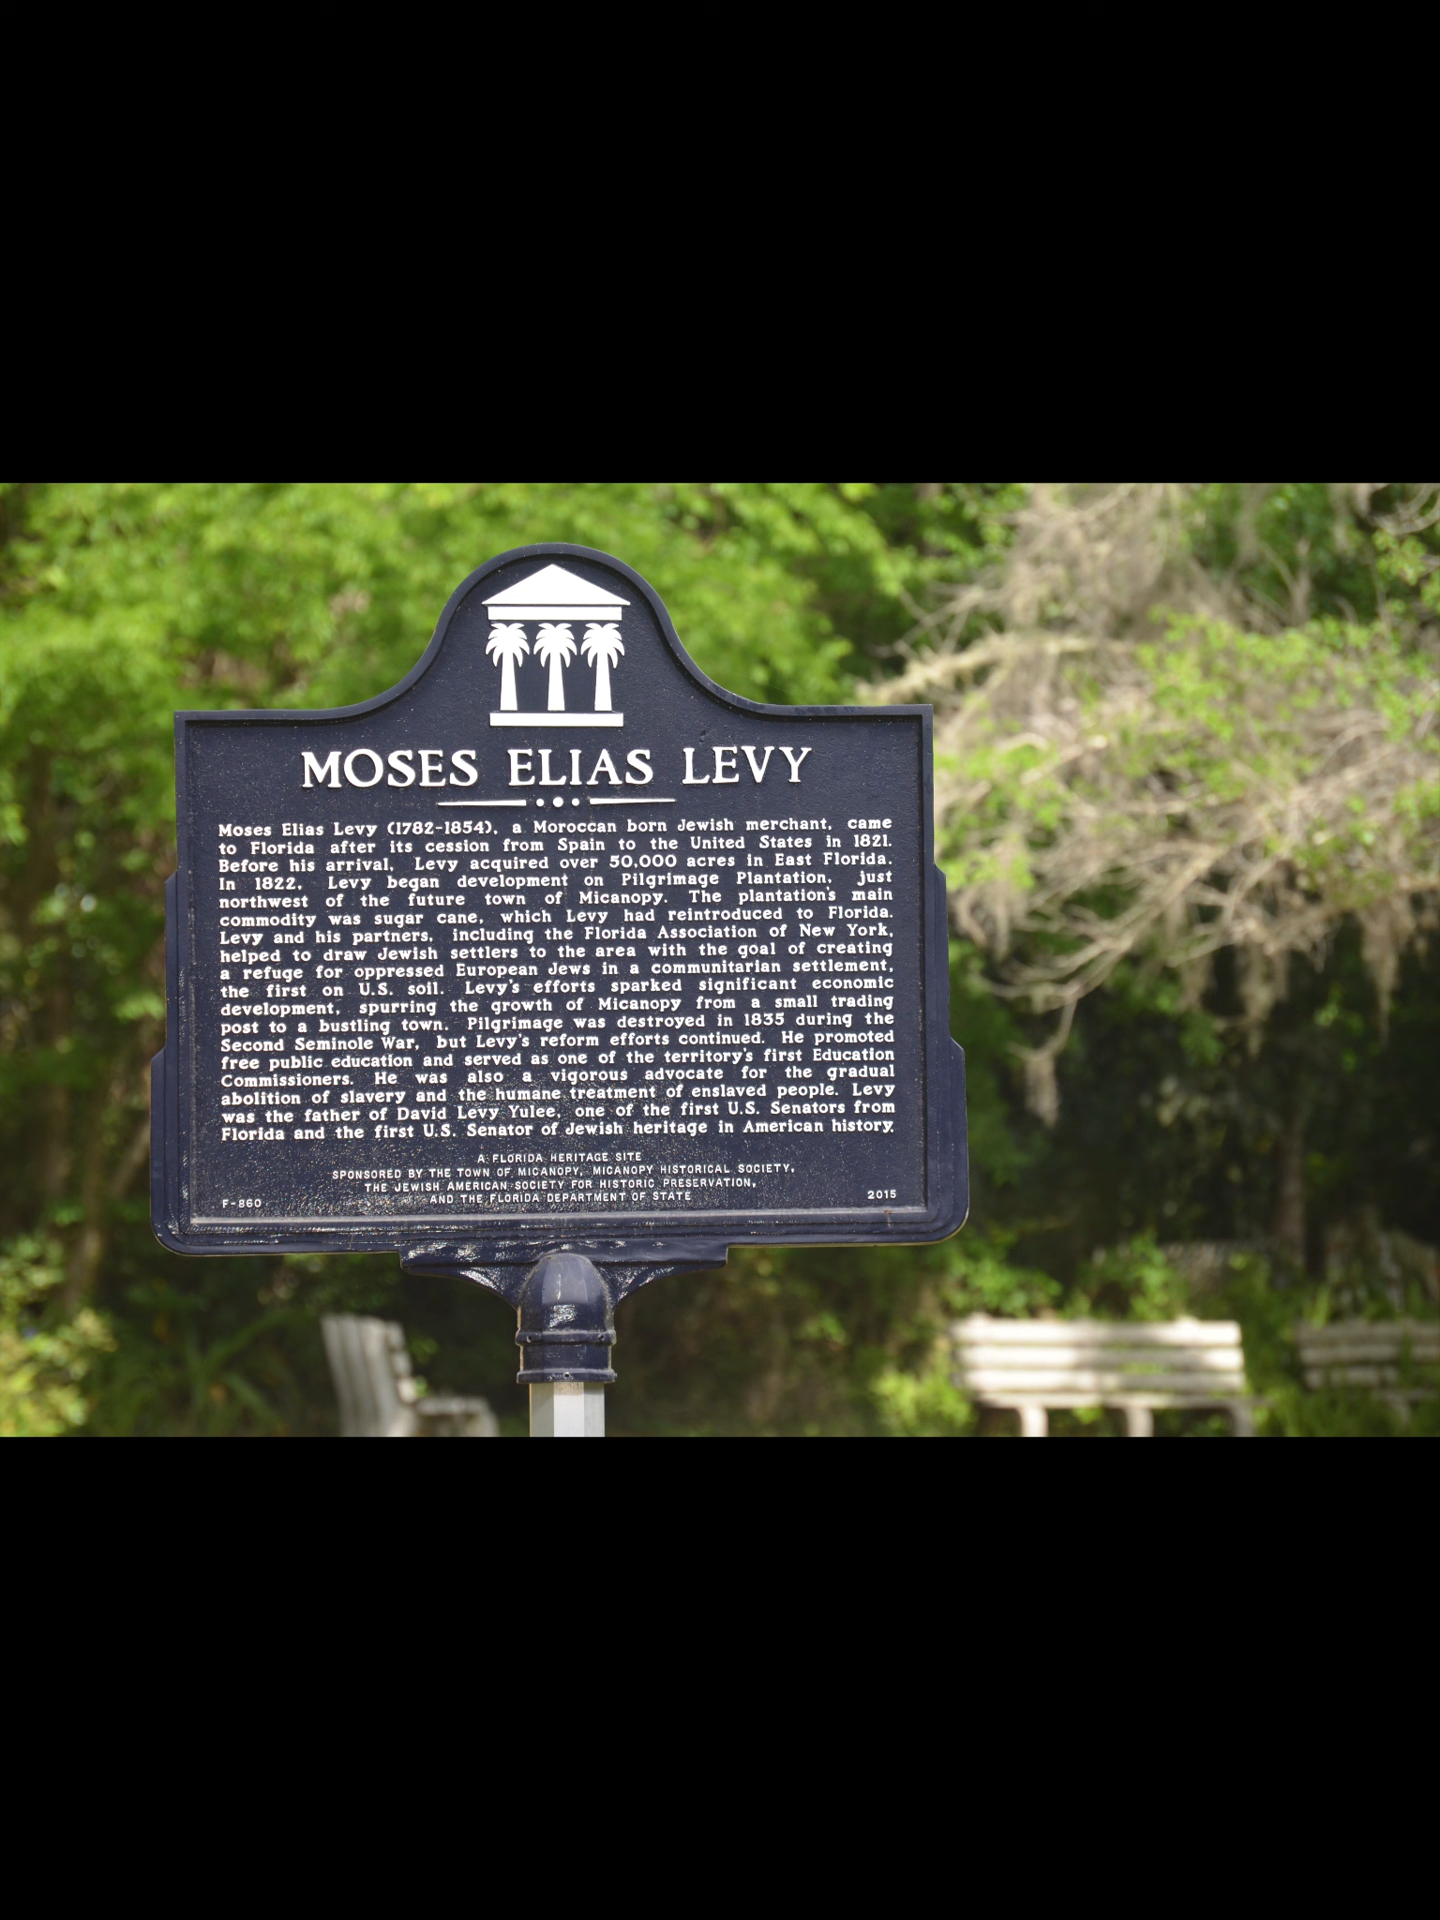 MOSES ELIAS LEVY
Moses Elias Levy (1782-1854), a Moroccan born Jewish merchant, came
to Florida after its cession from Spain to the United States in 1821.
Before his arrival, Levy acquired over 50,000 acres in East Florida.
In 1822, Levy began development on Pilgrimage Plantation, just
northwest of the future town of Micanopy. The plantation's main
commodity was sugar cane, which Levy had reintroduced to Florida.
Levy and his partners, including the Florida Association of New York,
helped to draw Jewish settlers to the area with the goal of creating
a refuge for oppressed European Jews in a communitarian settlement,
the first on U.S. soil. Levy's efforts sparked significant economic
development, spurring the growth of Micanopy from a small trading
post to a bustling town. Pilgrimage was destroyed in 1835 during the
Second Seminole War, but Levy's reform efforts continued. He promoted
free public education and served as one of the territory's first Education
Commissioners. He was also a vigorous advocate for the gradual
abolition of slavery and the humane treatment of enslaved people. Levy
was the father of David Levy Yulee, one of the first U.S. Senators from
Florida and the first U.S. Senator of Jewish heritage in American history.
A FLORIDA HERITAGE SITE
SPONSORED BY THE TOWN OF MICANOPY, MICANOPY HISTORICAL SOCIETY,
THE JEWISH AMERICAN SOCIETY FOR HISTORIC PRESERVATION,
AND THE FLORIDA DEPARTMENT OF STATE
F-860 2015